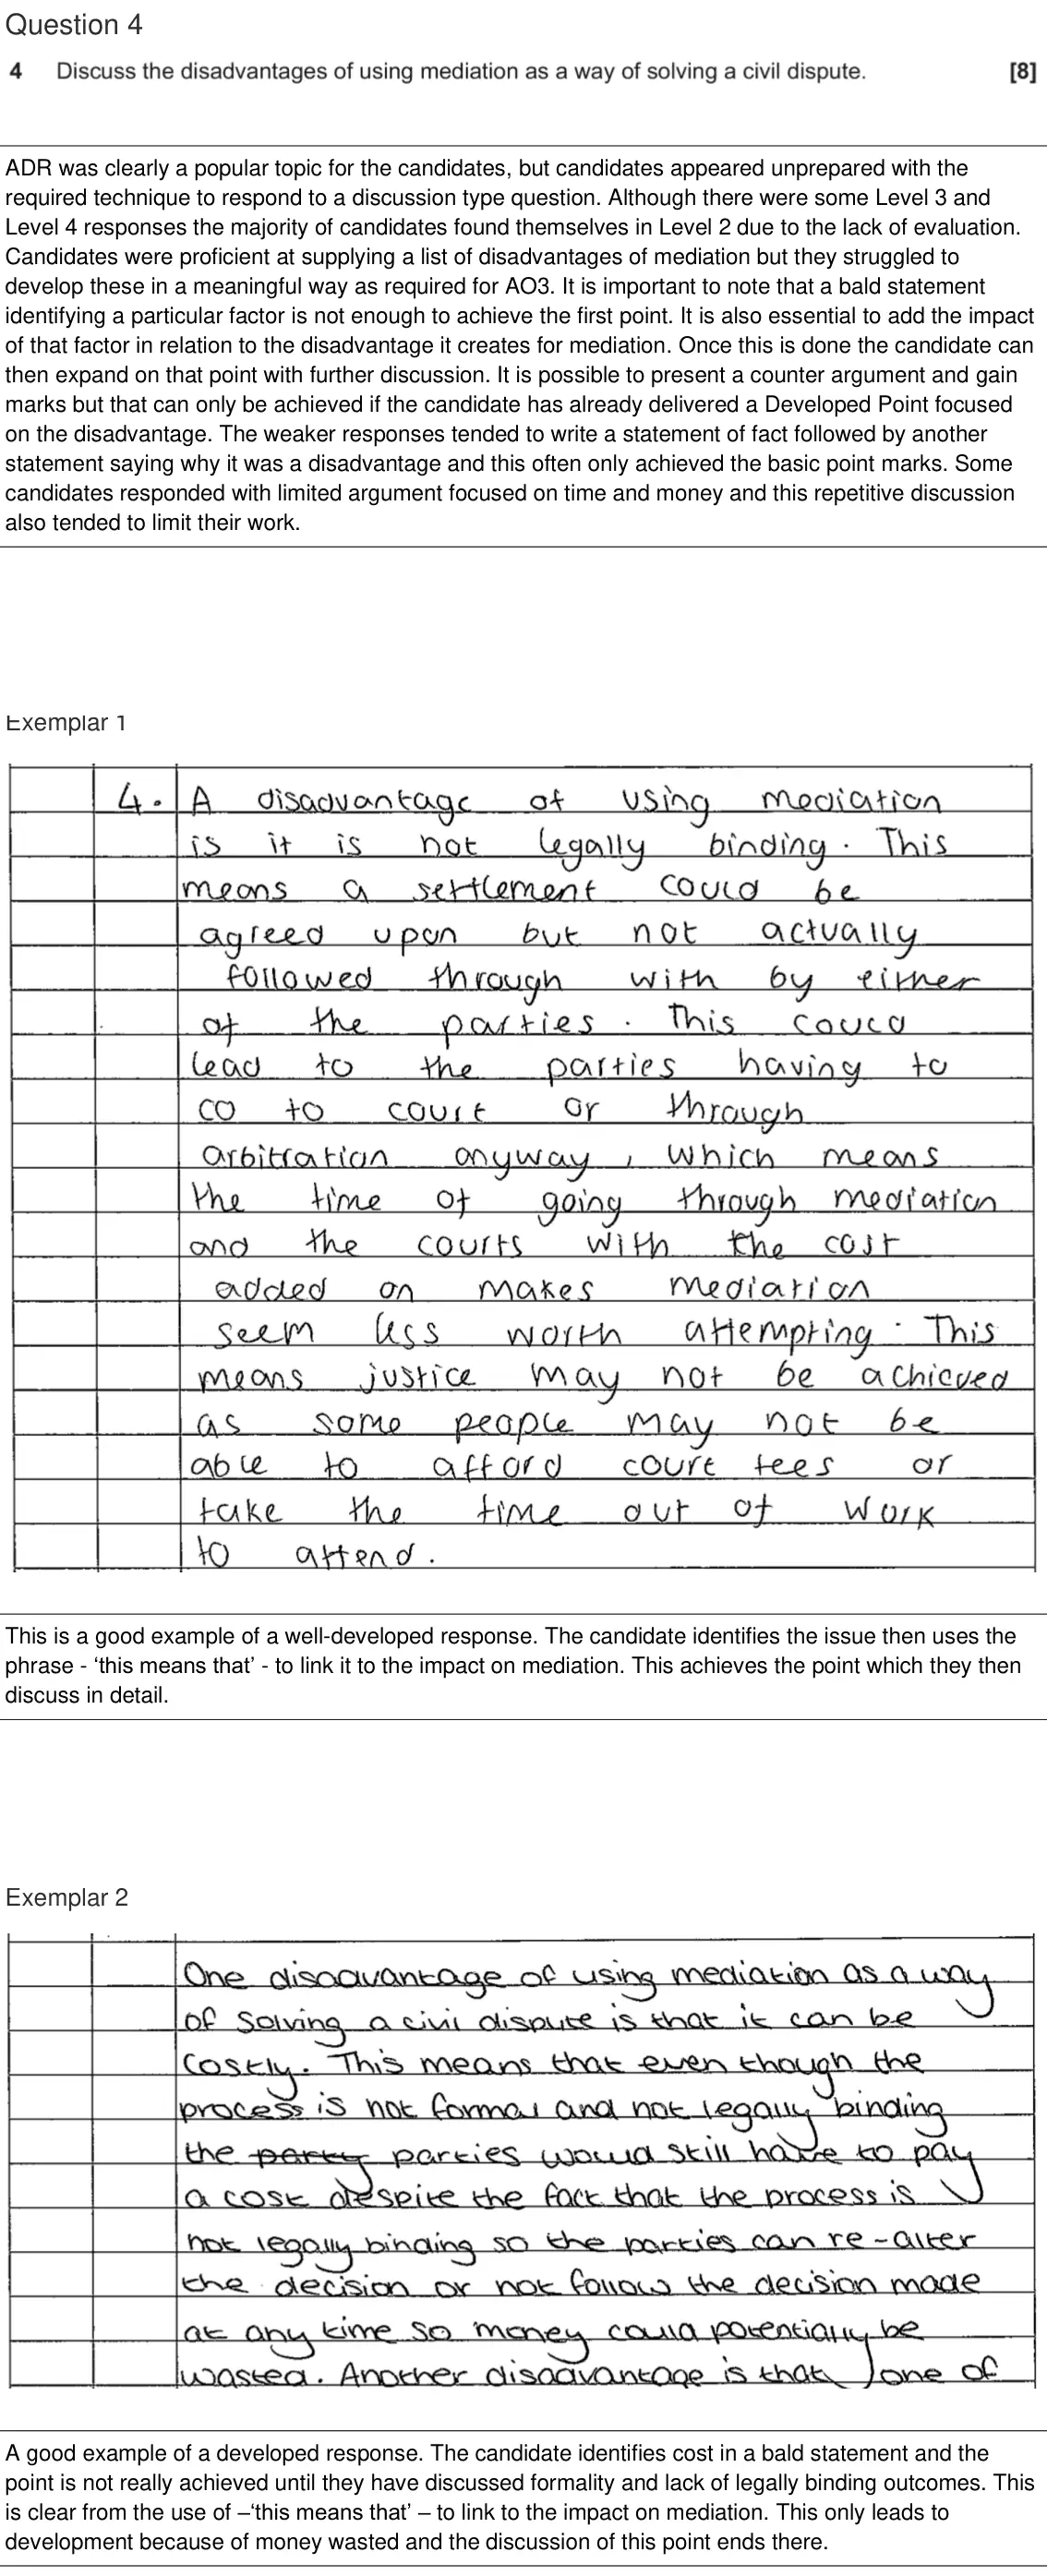 Question 4
4 Discuss the disadvantages of using mediation as a way of solving a civil dispute. [8]
ADR was clearly a popular topic for the candidates, but candidates appeared unprepared with the
required technique to respond to a discussion type question. Although there were some Level 3 and
Level 4 responses the majority of candidates found themselves in Level 2 due to the lack of evaluation.
Candidates were proficient at supplying a list of disadvantages of mediation but they struggled to
develop these in a meaningful way as required for AO3. It is important to note that a bald statement
identifying a particular factor is not enough to achieve the first point. It is also essential to add the impact
of that factor in relation to the disadvantage it creates for mediation. Once this is done the candidate can
then expand on that point with further discussion. It is possible to present a counter argument and gain
marks but that can only be achieved if the candidate has already delivered a Developed Point focused
on the disadvantage. The weaker responses tended to write a statement of fact followed by another
statement saying why it was a disadvantage and this often only achieved the basic point marks. Some
candidates responded with limited argument focused on time and money and this repetitive discussion
also tended to limit their work.
Exemplar 1
4. A disadvantage of using mediation
is it is not legally binding. This
means a settlement could be
agreed upon but not actually
followed through with by either
of the parties. This could
lead to the parties having to
co to court or through
arbitration anyway, which means
the time of going through mediation
and the courts with the cost
added on makes mediation
seem less worth attempting. This
means justice may not be achieved
as some people may not be
able to afford court fees or
take the time out of work
to attend.
This is a good example of a well-developed response. The candidate identifies the issue then uses the
phrase - ‘this means that’ - to link it to the impact on mediation. This achieves the point which they then
discuss in detail.
Exemplar 2
One disadvantage of using mediation as a way
of solving a civil dispute is that it can be
costly. This means that even though the
process is not formal and not legally binding
the party parties would still have to pay
a cost despite the fact that the process is
not legally binding so the parties can re-alter
the decision or not follow the decision made
at any time so money could potentially be
wasted. Another disadvantage is that one of
A good example of a developed response. The candidate identifies cost in a bald statement and the
point is not really achieved until they have discussed formality and lack of legally binding outcomes. This
is clear from the use of –‘this means that’ – to link to the impact on mediation. This only leads to
development because of money wasted and the discussion of this point ends there.